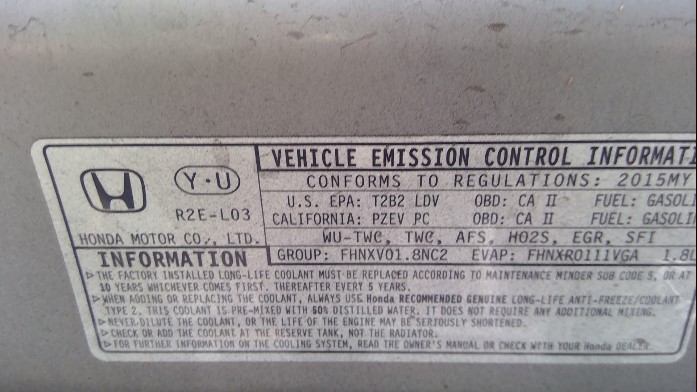 VEHICLE EMISSION CONTROL INFORMATI
CONFORMS TO REGULATIONS: 2015MY
Y·U
R2E-L03
HONDA MOTOR CO., LTD.
U.S. EPA: T2B2 LDV OBD: CA II FUEL: GASOLI
CALIFORNIA: PZEV PC OBD: CA II FUEL: GASOLI
WU-TWC, TWC, AFS, HO2S, EGR, SFI
GROUP: FHNXV01.8NC2 EVAP: FHNXR0111VGA 1.8L
INFORMATION
▷THE FACTORY INSTALLED LONG-LIFE COOLANT MUST BE REPLACED ACCORDING TO MAINTENANCE MINDER SUB CODE 5, OR AT
10 YEARS WHICHEVER COMES FIRST. THEREAFTER EVERY 5 YEARS.
▷WHEN ADDING OR REPLACING THE COOLANT, ALWAYS USE Honda RECOMMENDED GENUINE LONG-LIFE ANTI-FREEZE/COOLANT
TYPE 2. THIS COOLANT IS PRE-MIXED WITH 50% DISTILLED WATER. IT DOES NOT REQUIRE ANY ADDITIONAL MIXING.
▷NEVER DILUTE THE COOLANT, OR THE LIFE OF THE ENGINE MAY BE SERIOUSLY SHORTENED.
▷CHECK OR ADD THE COOLANT AT THE RESERVE TANK, NOT THE RADIATOR.
▷FOR FURTHER INFORMATION ON THE COOLING SYSTEM, READ THE OWNER'S MANUAL OR CHECK WITH YOUR Honda DEALER.